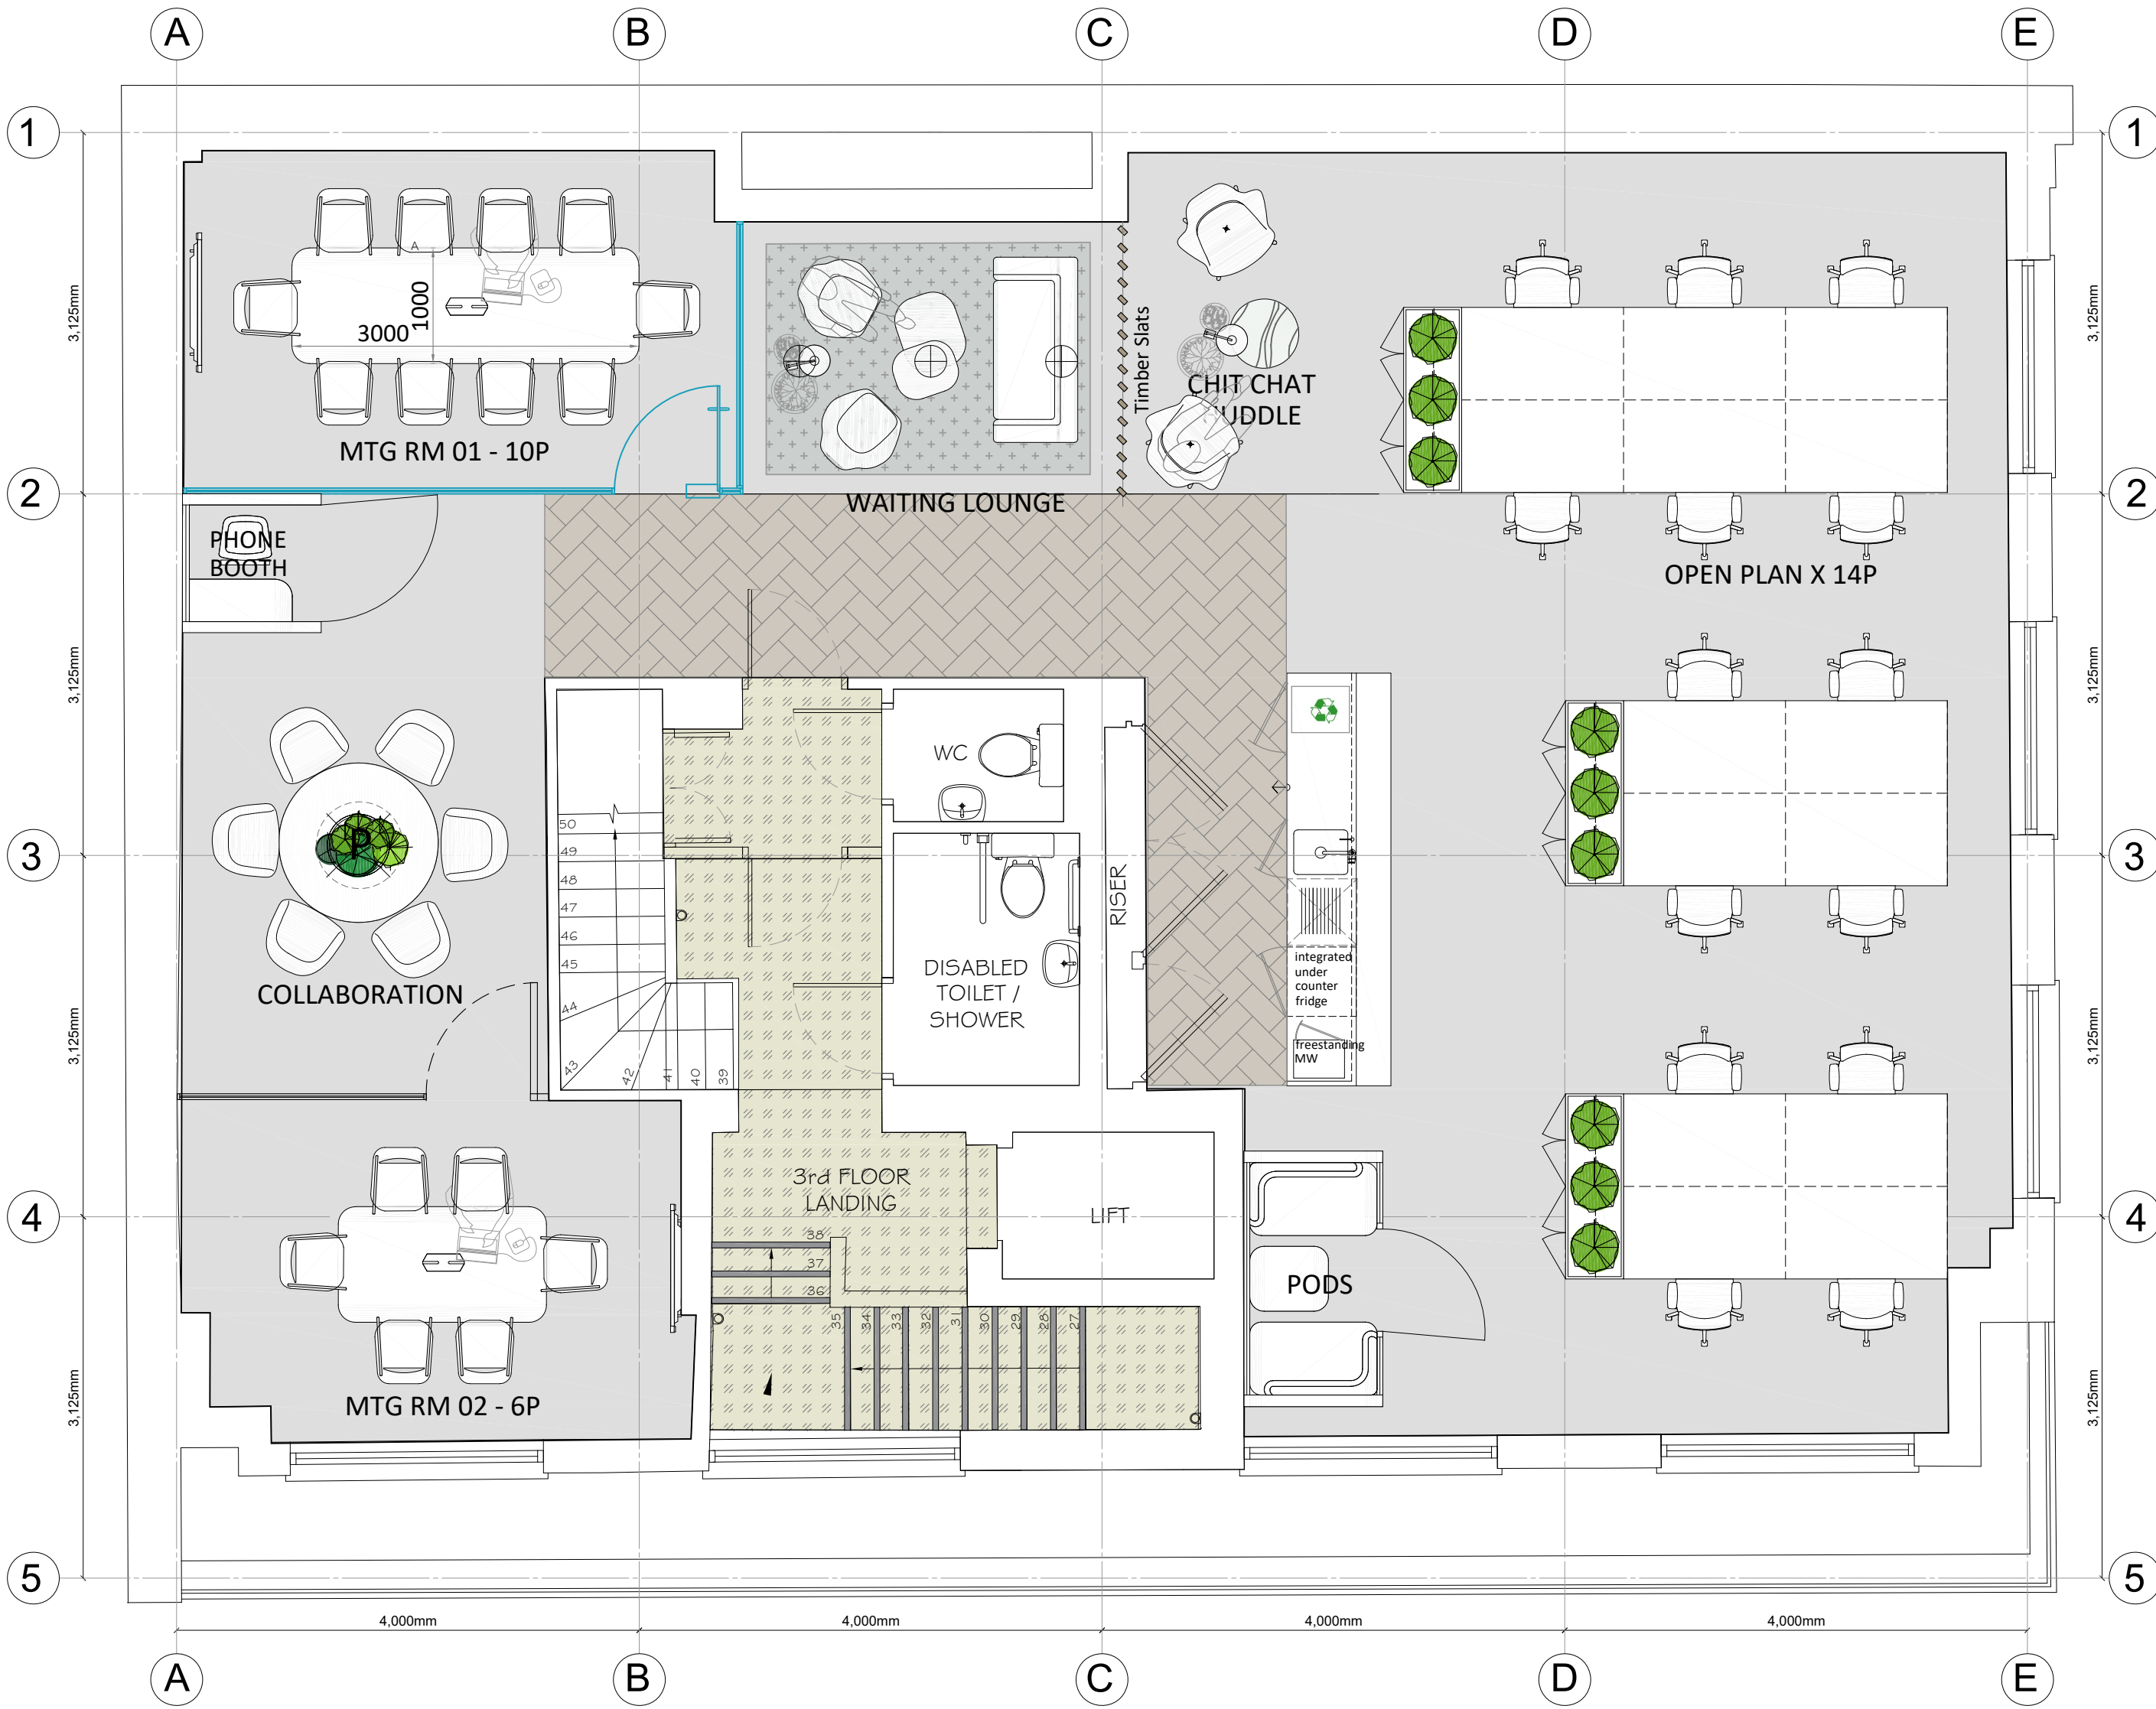 A B C D E
1 1
A
3000
1000
MTG RM 01 - 10P
3,125mm
3,125mm
Timber Slats
CHIT CHAT
HUDDLE
2 2
WAITING LOUNGE
PHONE
BOOTH
OPEN PLAN X 14P
3,125mm
3,125mm
WC
50
49
48
47
46
45
44
43
42
41
40
39
P
3 3
RISER
COLLABORATION
DISABLED
TOILET /
SHOWER
integrated
under
counter
fridge
freestanding
MW
3,125mm
3,125mm
3rd FLOOR
LANDING
LIFT
4 4
38
37
36
35
34
33
32
31
30
29
28
27
PODS
MTG RM 02 - 6P
3,125mm
3,125mm
5 5
4,000mm 4,000mm 4,000mm 4,000mm
A B C D E